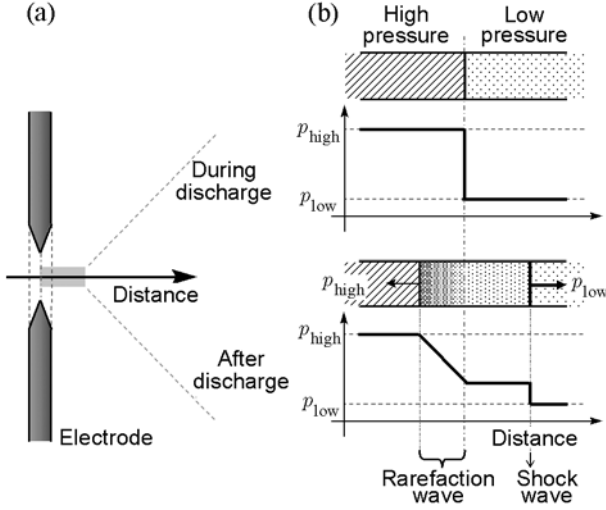 (a)
During
discharge
Distance
After
discharge
Electrode
(b)
High
pressure
Low
pressure
p_high
p_low
p_high
p_low
p_high
p_low
Distance
Rarefaction
wave
Shock
wave